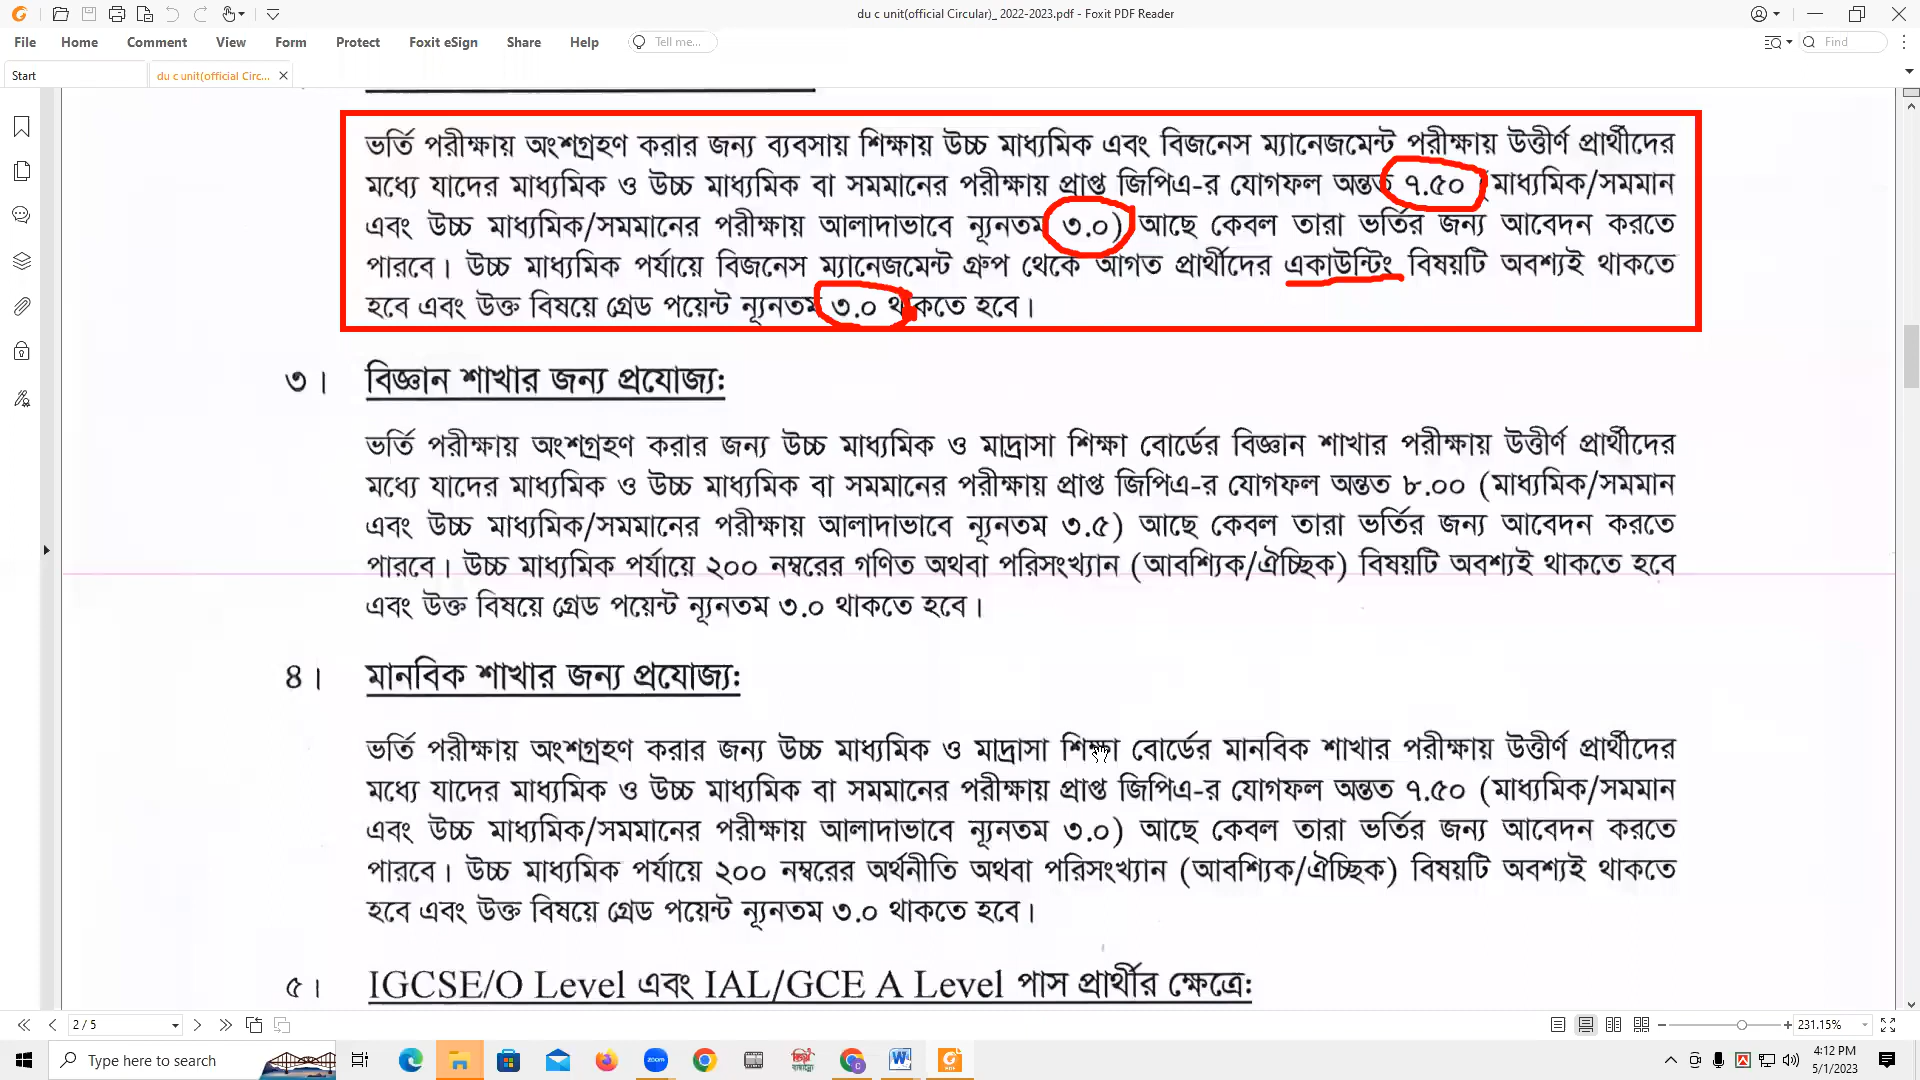 du c unit(official Circular)_ 2022-2023.pdf - Foxit PDF Reader
File Home Comment View Form Protect Foxit eSign Share Help Tell me... Find
Start du c unit(official Circ...
ভর্তি পরীক্ষায় অংশগ্রহণ করার জন্য ব্যবসায় শিক্ষায় উচ্চ মাধ্যমিক এবং বিজনেস ম্যানেজমেন্ট পরীক্ষায় উত্তীর্ণ প্রার্থীদের
মধ্যে যাদের মাধ্যমিক ও উচ্চ মাধ্যমিক বা সমমানের পরীক্ষায় প্রাপ্ত জিপিএ-র যোগফল অন্তত ৭.৫০ (মাধ্যমিক/সমমান
এবং উচ্চ মাধ্যমিক/সমমানের পরীক্ষায় আলাদাভাবে ন্যূনতম ৩.০) আছে কেবল তারা ভর্তির জন্য আবেদন করতে
পারবে। উচ্চ মাধ্যমিক পর্যায়ে বিজনেস ম্যানেজমেন্ট গ্রুপ থেকে আগত প্রার্থীদের একাউন্টিং বিষয়টি অবশ্যই থাকতে
হবে এবং উক্ত বিষয়ে গ্রেড পয়েন্ট ন্যূনতম ৩.০ থাকতে হবে।
৩। বিজ্ঞান শাখার জন্য প্রযোজ্য:
ভর্তি পরীক্ষায় অংশগ্রহণ করার জন্য উচ্চ মাধ্যমিক ও মাদ্রাসা শিক্ষা বোর্ডের বিজ্ঞান শাখার পরীক্ষায় উত্তীর্ণ প্রার্থীদের
মধ্যে যাদের মাধ্যমিক ও উচ্চ মাধ্যমিক বা সমমানের পরীক্ষায় প্রাপ্ত জিপিএ-র যোগফল অন্তত ৮.০০ (মাধ্যমিক/সমমান
এবং উচ্চ মাধ্যমিক/সমমানের পরীক্ষায় আলাদাভাবে ন্যূনতম ৩.৫) আছে কেবল তারা ভর্তির জন্য আবেদন করতে
পারবে। উচ্চ মাধ্যমিক পর্যায়ে ২০০ নম্বরের গণিত অথবা পরিসংখ্যান (আবশ্যিক/ঐচ্ছিক) বিষয়টি অবশ্যই থাকতে হবে
এবং উক্ত বিষয়ে গ্রেড পয়েন্ট ন্যূনতম ৩.০ থাকতে হবে।
৪। মানবিক শাখার জন্য প্রযোজ্য:
ভর্তি পরীক্ষায় অংশগ্রহণ করার জন্য উচ্চ মাধ্যমিক ও মাদ্রাসা শিক্ষা বোর্ডের মানবিক শাখার পরীক্ষায় উত্তীর্ণ প্রার্থীদের
মধ্যে যাদের মাধ্যমিক ও উচ্চ মাধ্যমিক বা সমমানের পরীক্ষায় প্রাপ্ত জিপিএ-র যোগফল অন্তত ৭.৫০ (মাধ্যমিক/সমমান
এবং উচ্চ মাধ্যমিক/সমমানের পরীক্ষায় আলাদাভাবে ন্যূনতম ৩.০) আছে কেবল তারা ভর্তির জন্য আবেদন করতে
পারবে। উচ্চ মাধ্যমিক পর্যায়ে ২০০ নম্বরের অর্থনীতি অথবা পরিসংখ্যান (আবশ্যিক/ঐচ্ছিক) বিষয়টি অবশ্যই থাকতে
হবে এবং উক্ত বিষয়ে গ্রেড পয়েন্ট ন্যূনতম ৩.০ থাকতে হবে।
৫। IGCSE/O Level এবং IAL/GCE A Level পাস প্রার্থীর ক্ষেত্রে:
2 / 5 231.15%
Type here to search zoom 4:12 PM
5/1/2023